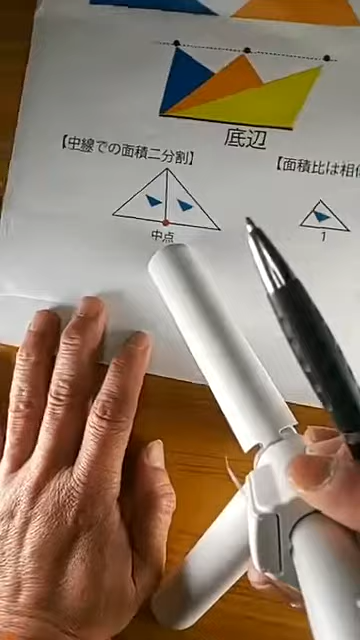 底辺
【中線での面積二分割】
【面積比は相
中点
1